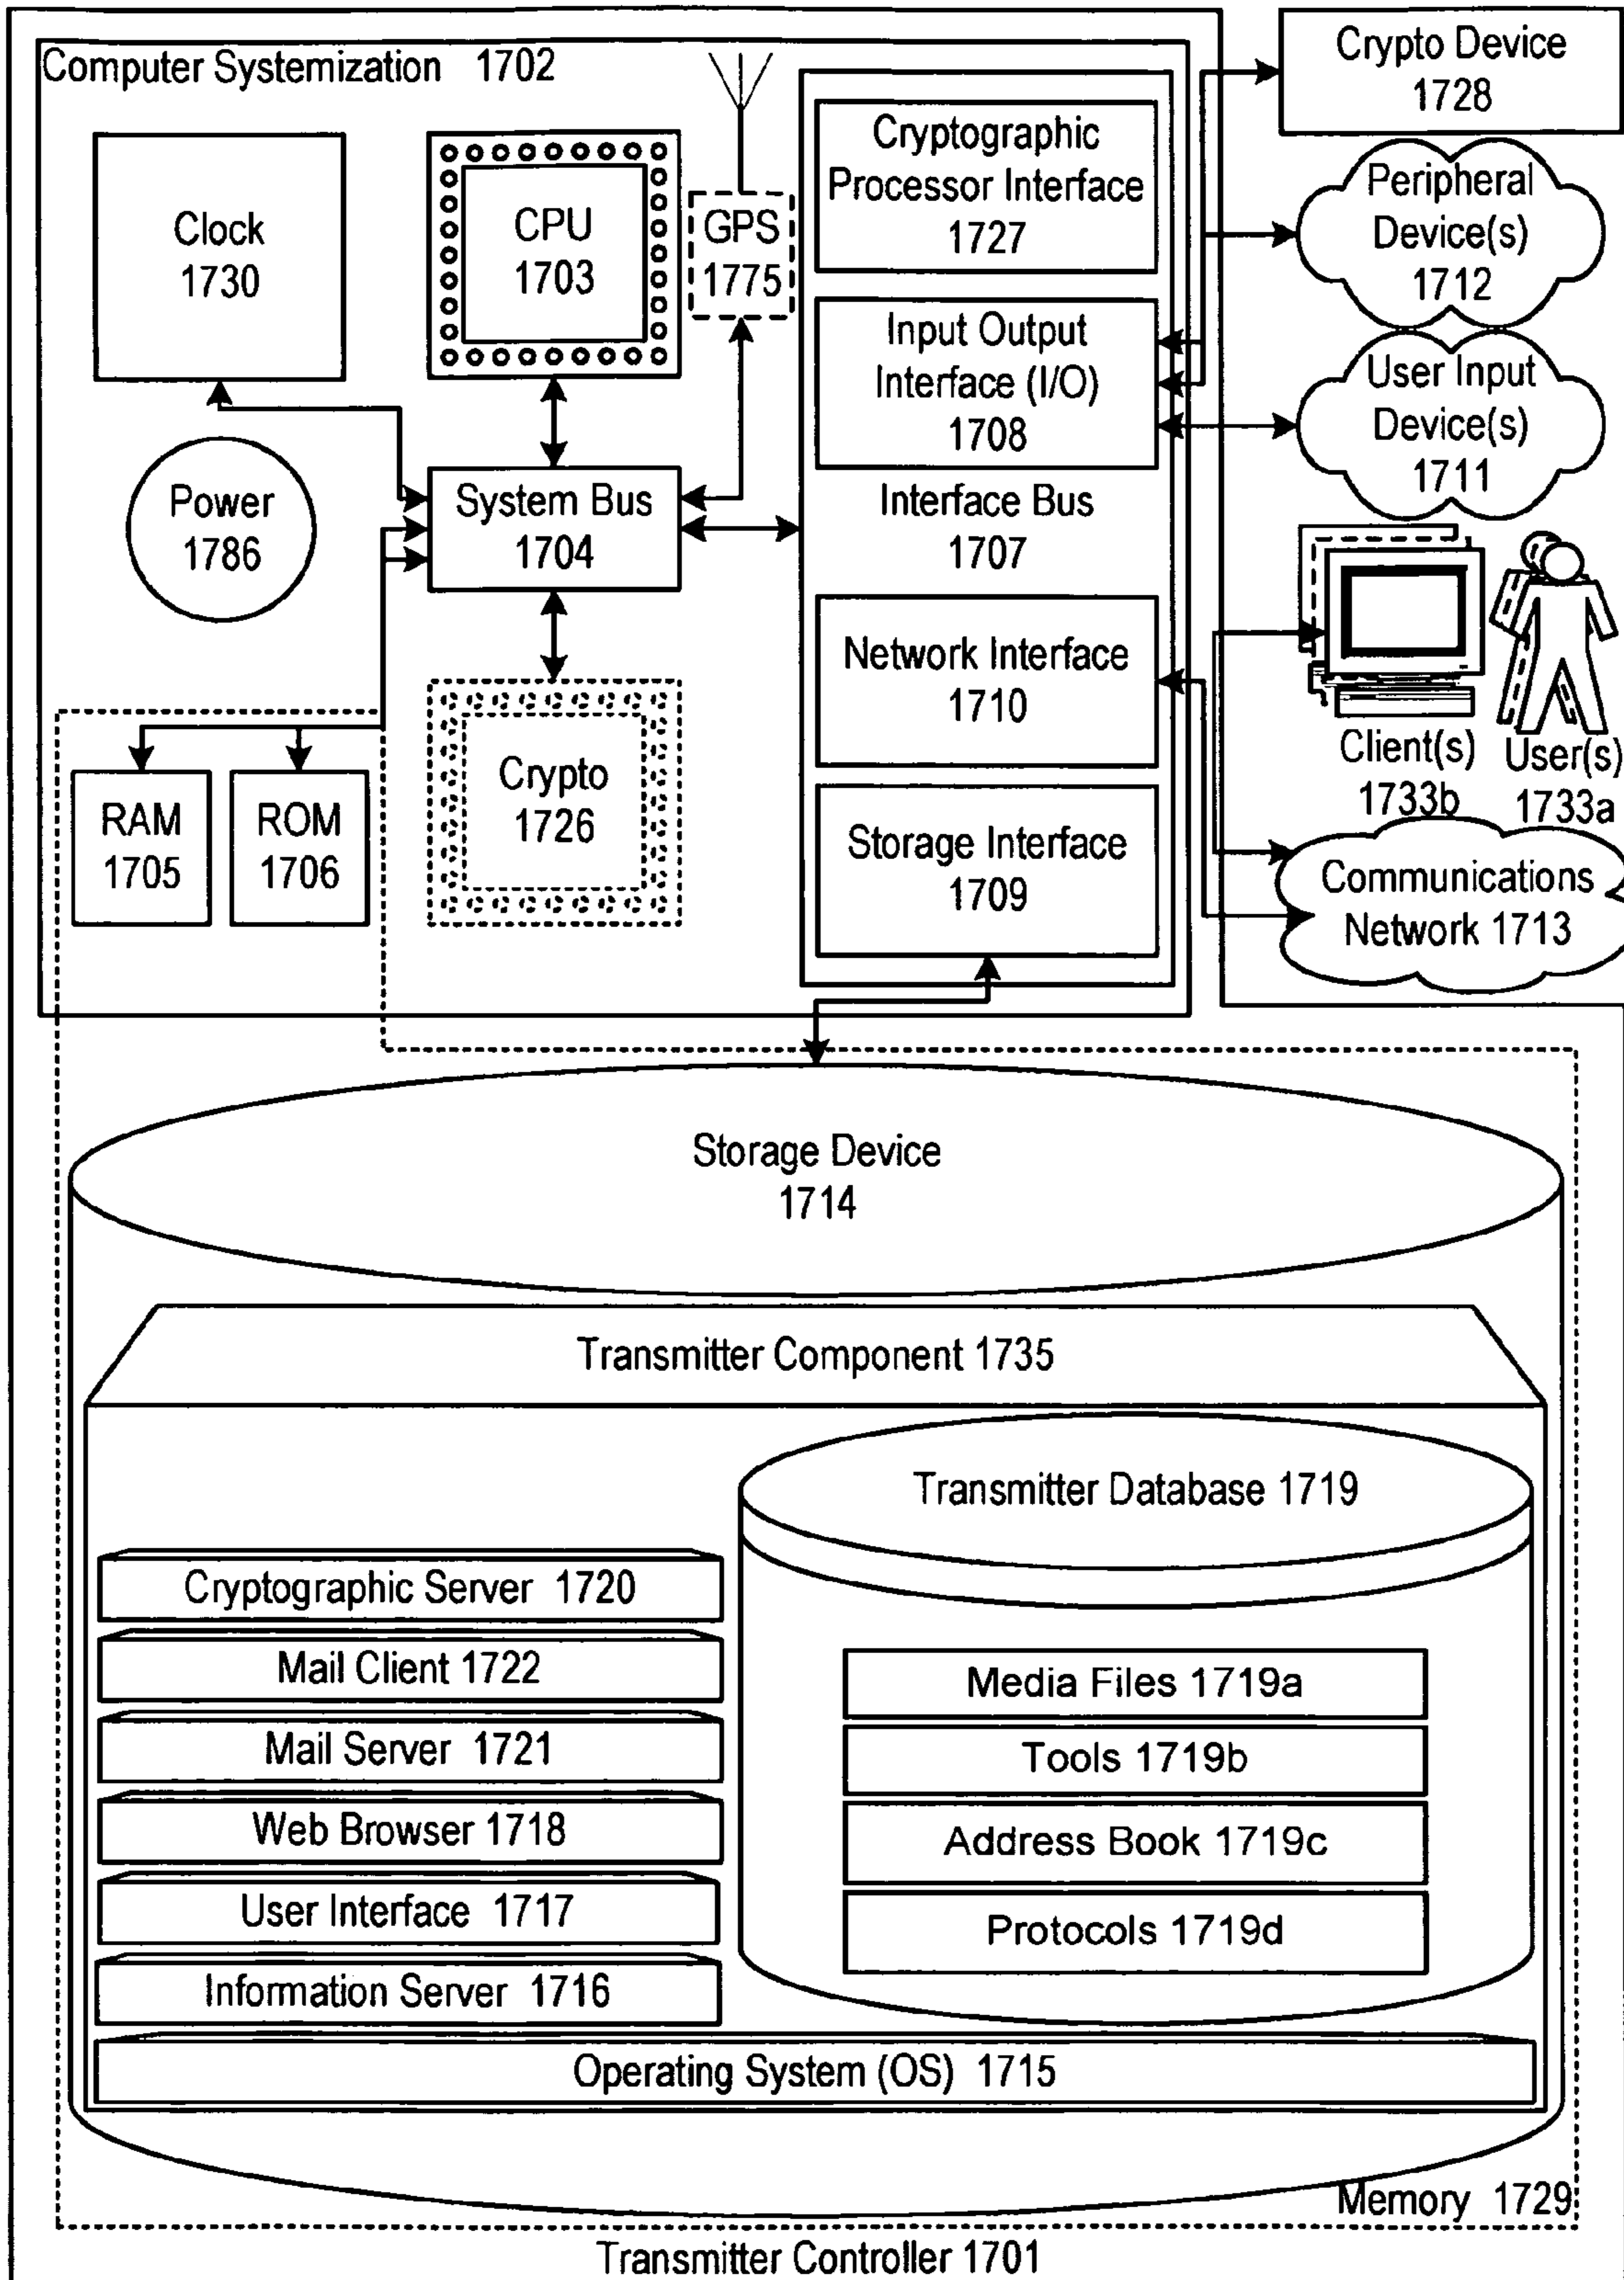 Computer Systemization 1702
Clock
1730
CPU
1703
GPS
1775
Power
1786
System Bus
1704
RAM
1705
ROM
1706
Crypto
1726
Cryptographic
Processor Interface
1727
Input Output
Interface (I/O)
1708
Interface Bus
1707
Network Interface
1710
Storage Interface
1709
Crypto Device
1728
Peripheral
Device(s)
1712
User Input
Device(s)
1711
Client(s)
1733b
User(s)
1733a
Communications
Network 1713
Storage Device
1714
Transmitter Component 1735
Transmitter Database 1719
Cryptographic Server 1720
Mail Client 1722
Mail Server 1721
Web Browser 1718
User Interface 1717
Information Server 1716
Media Files 1719a
Tools 1719b
Address Book 1719c
Protocols 1719d
Operating System (OS) 1715
Memory 1729
Transmitter Controller 1701